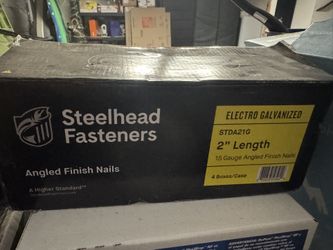 Steelhead
Fasteners
Angled Finish Nails
A Higher Standard™
ELECTRO GALVANIZED
STDA21G
2" Length
15 Gauge Angled Finish Nails
4 Boxes/Case